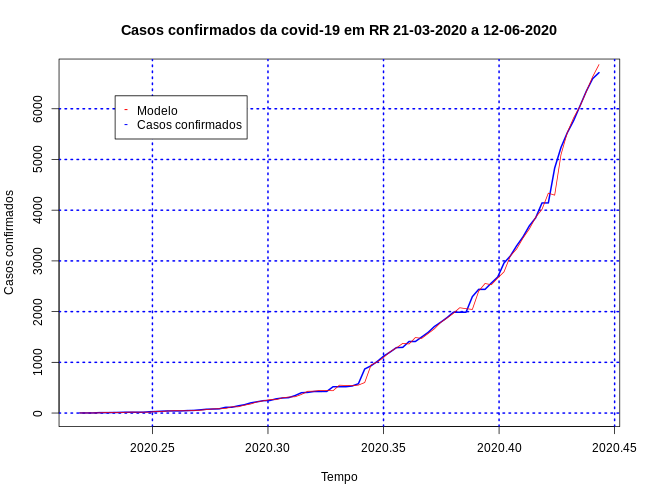 Casos confirmados da covid-19 em RR 21-03-2020 a 12-06-2020
Modelo
Casos confirmados
Casos confirmados
6000
5000
4000
3000
2000
1000
0
2020.25 2020.30 2020.35 2020.40 2020.45
Tempo